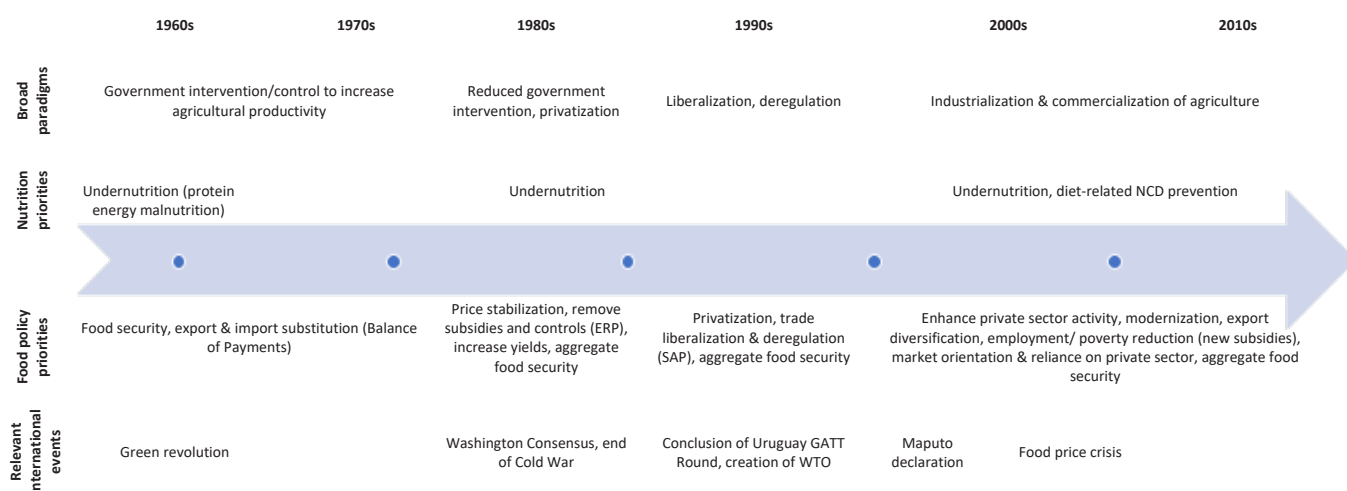 1960s 1970s 1980s 1990s 2000s 2010s
Broad
paradigms
Government intervention/control to increase
agricultural productivity
Reduced government
intervention, privatization
Liberalization, deregulation
Industrialization & commercialization of agriculture
Nutrition
priorities
Undernutrition (protein
energy malnutrition)
Undernutrition
Undernutrition, diet-related NCD prevention
Food policy
priorities
Food security, export & import substitution (Balance
of Payments)
Price stabilization, remove
subsidies and controls (ERP),
increase yields, aggregate
food security
Privatization, trade
liberalization & deregulation
(SAP), aggregate food security
Enhance private sector activity, modernization, export
diversification, employment/ poverty reduction (new subsidies),
market orientation & reliance on private sector, aggregate food
security
Relevant
international
events
Green revolution
Washington Consensus, end
of Cold War
Conclusion of Uruguay GATT
Round, creation of WTO
Maputo
declaration
Food price crisis